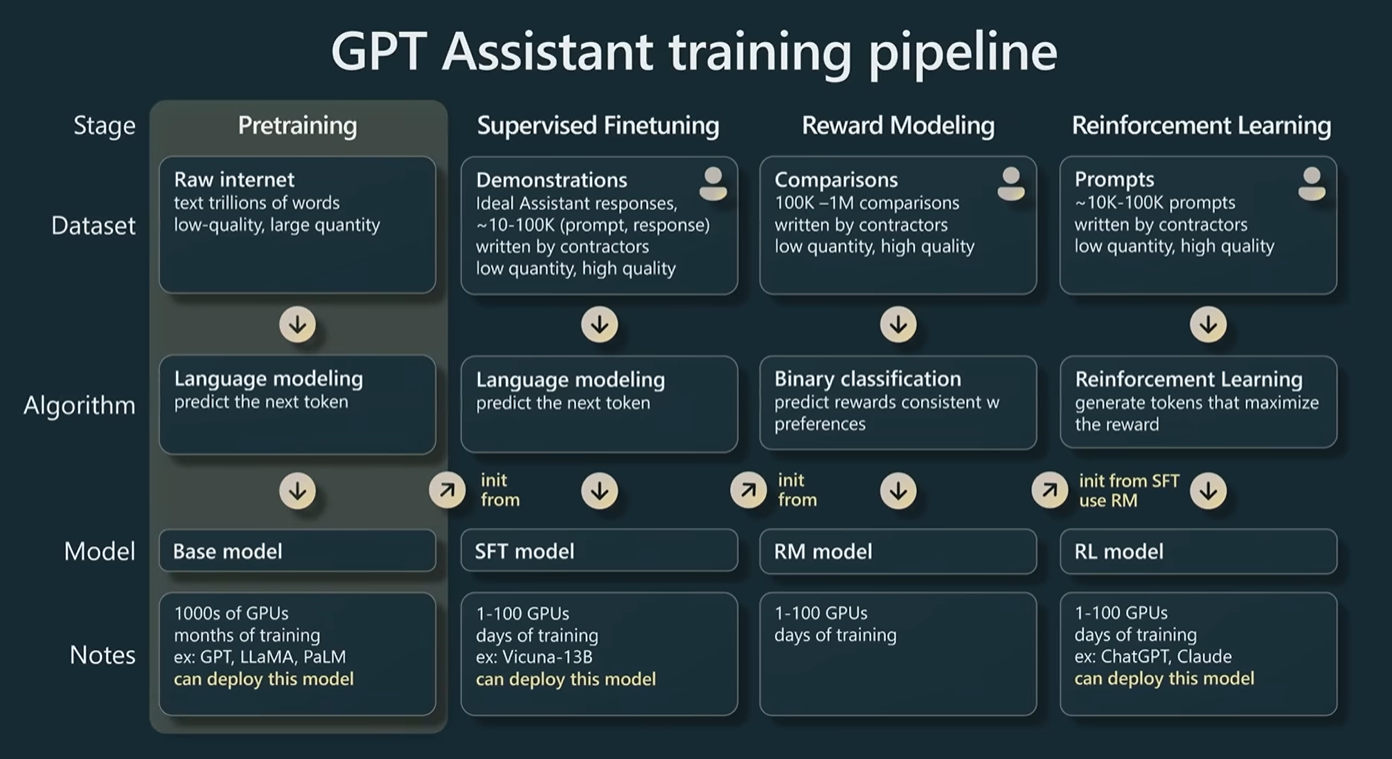 GPT Assistant training pipeline
Stage
Pretraining
Supervised Finetuning
Reward Modeling
Reinforcement Learning
Dataset
Raw internet
text trillions of words
low-quality, large quantity
Demonstrations
Ideal Assistant responses,
~10-100K (prompt, response)
written by contractors
low quantity, high quality
Comparisons
100K –1M comparisons
written by contractors
low quantity, high quality
Prompts
~10K-100K prompts
written by contractors
low quantity, high quality
Algorithm
Language modeling
predict the next token
Language modeling
predict the next token
Binary classification
predict rewards consistent w
preferences
Reinforcement Learning
generate tokens that maximize
the reward
init
from
init
from
init from SFT
use RM
Model
Base model
SFT model
RM model
RL model
Notes
1000s of GPUs
months of training
ex: GPT, LLaMA, PaLM
can deploy this model
1-100 GPUs
days of training
ex: Vicuna-13B
can deploy this model
1-100 GPUs
days of training
1-100 GPUs
days of training
ex: ChatGPT, Claude
can deploy this model